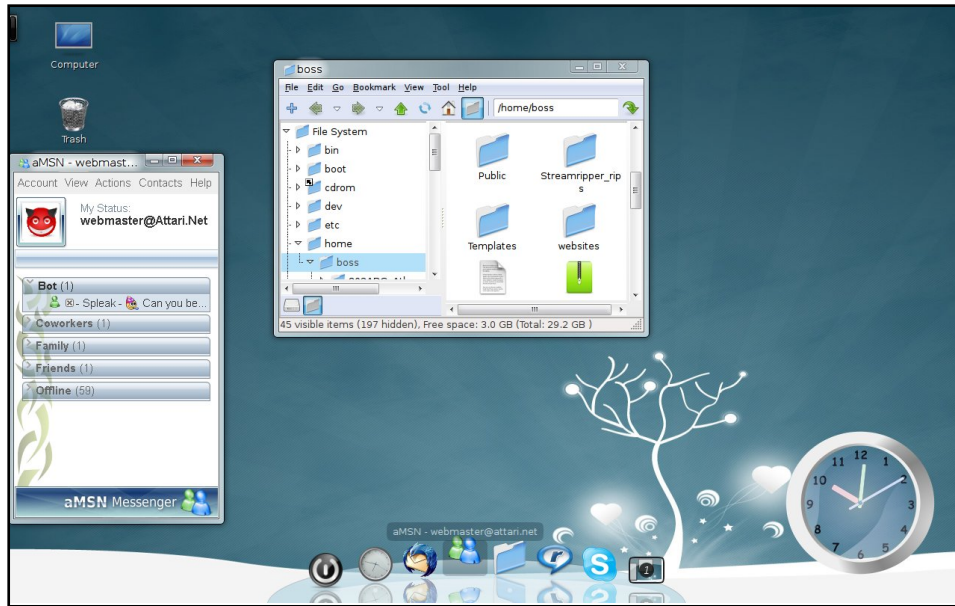 Computer
Trash
aMSN - webmast...
Account View Actions Contacts Help
My Status:
webmaster@Attari.Net
Bot (1)
- Spleak - Can you be...
Coworkers (1)
Family (1)
Friends (1)
Offline (59)
aMSN Messenger
boss
File Edit Go Bookmark View Tool Help
/home/boss
File System
bin
boot
cdrom
dev
etc
home
boss
Public
Streamripper_rip
s
Templates
websites
45 visible items (197 hidden), Free space: 3.0 GB (Total: 29.2 GB )
aMSN - webmaster@attari.net
1
12
1
2
3
4
5
6
7
8
9
10
11